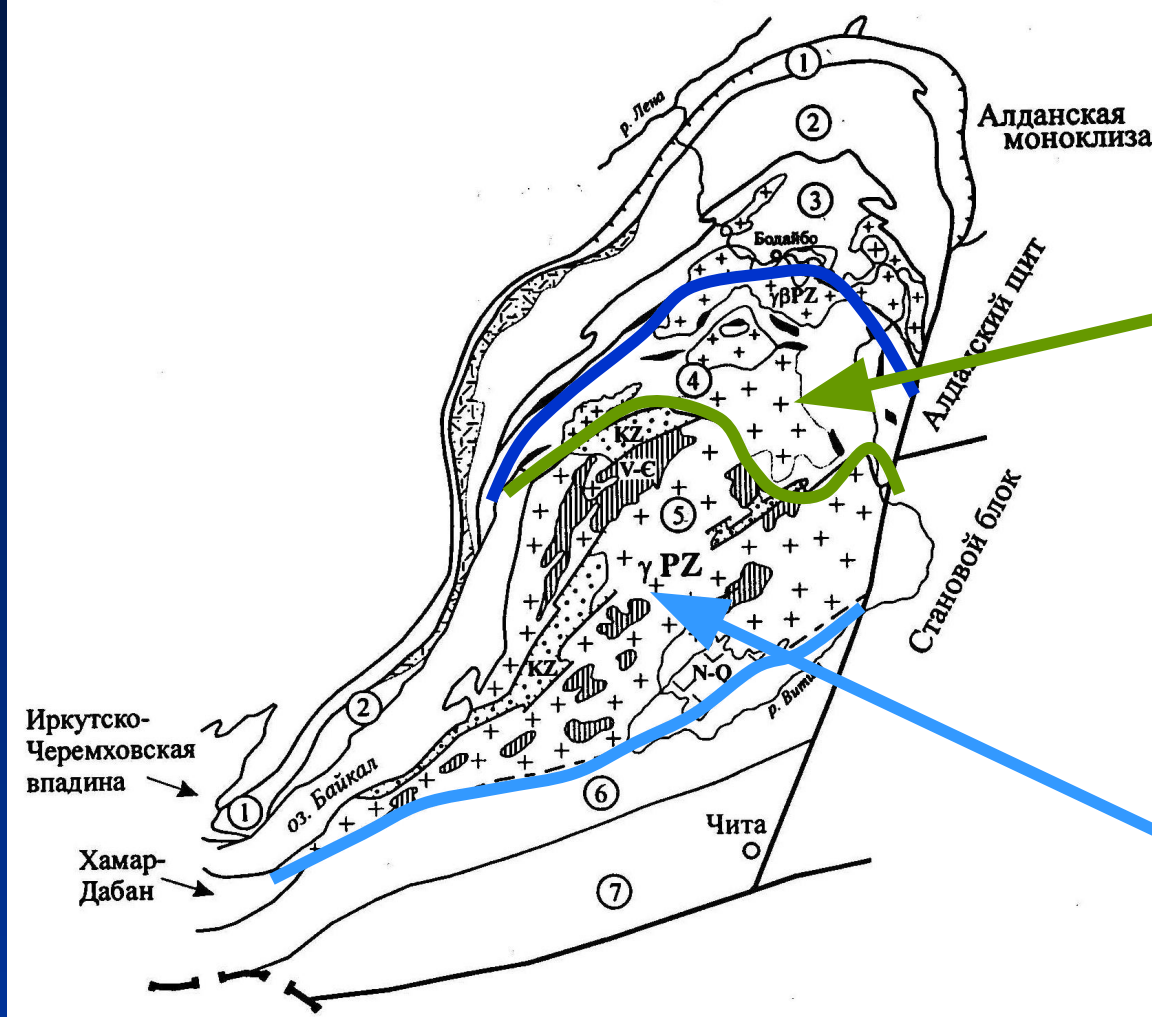 1
р. Лена
2
Алданская
моноклиза
3
Бодайбо
γβPZ
Алданский щит
4
KZ
V-Є
5
γ PZ
Становой блок
KZ
N-Q
р. Витим
2
Иркутско-
Черемховская
впадина
1
оз. Байкал
6
Чита
Хамар-
Дабан
7